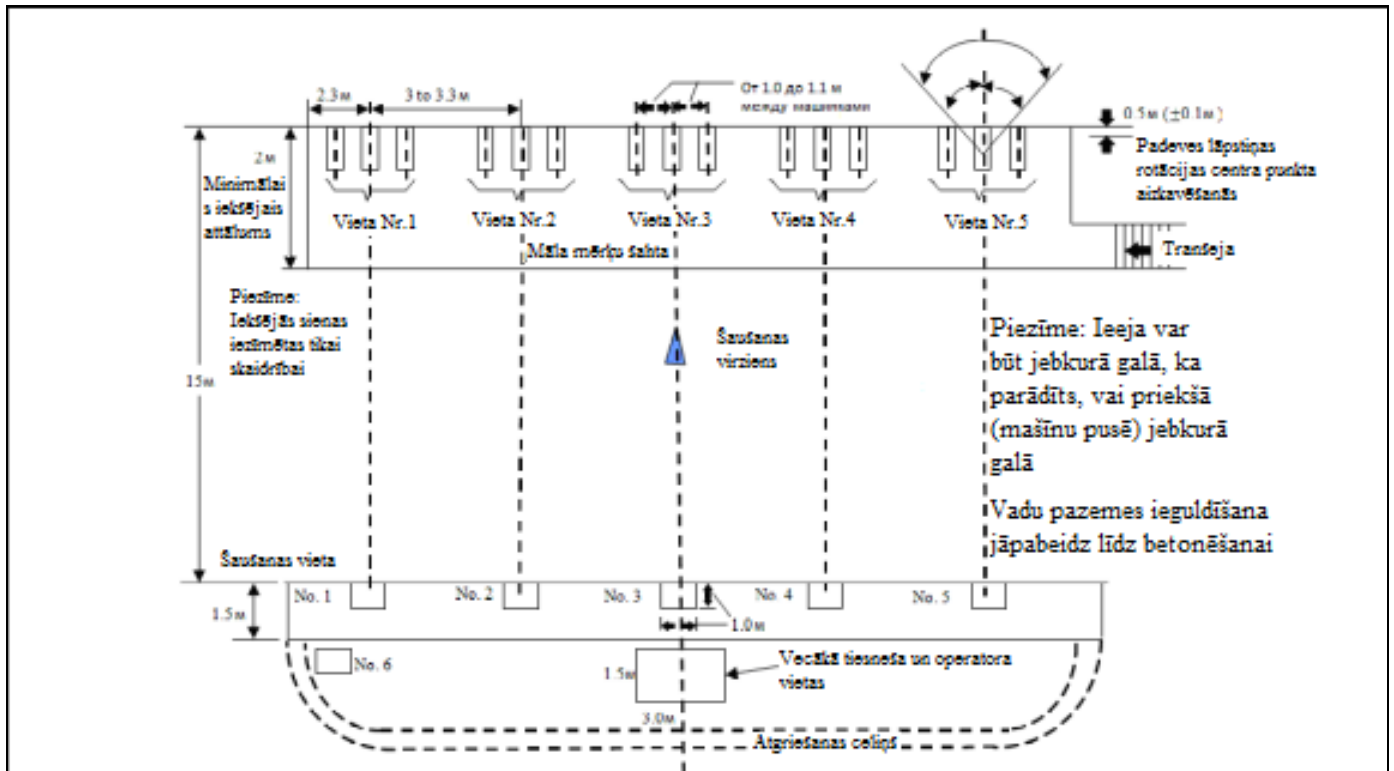 От 1.0 до 1.1 м
между машинками
2.3м
3 to 3.3м
0.5м (±0.1м)
Padeves lāpstiņas
rotācijas centra punkta
aizkavēšanās
2м
Minimālai
s iekšējais
attālums
Vieta Nr.1
Vieta Nr.2
Vieta Nr.3
Vieta Nr.4
Vieta Nr.5
Māla mērķu šahta
Tranšeja
Piezīme:
Iekšējās sienas
iezīmētas tikai
skaidrībai
Šaušanas
virziens
Piezīme: Ieeja var
būt jebkurā galā, ka
parādīts, vai priekšā
(mašīnu pusē) jebkurā
galā
15м
Vadu pazemes ieguldīšana
jāpabeidz līdz betonēšanai
Šaušanas vieta
No. 1
No. 2
No. 3
No. 4
No. 5
1.5м
1.0м
No. 6
1.5м
3.0м
Vecākā tiesneša un operatora
vietas
Atgriešanas celiņš